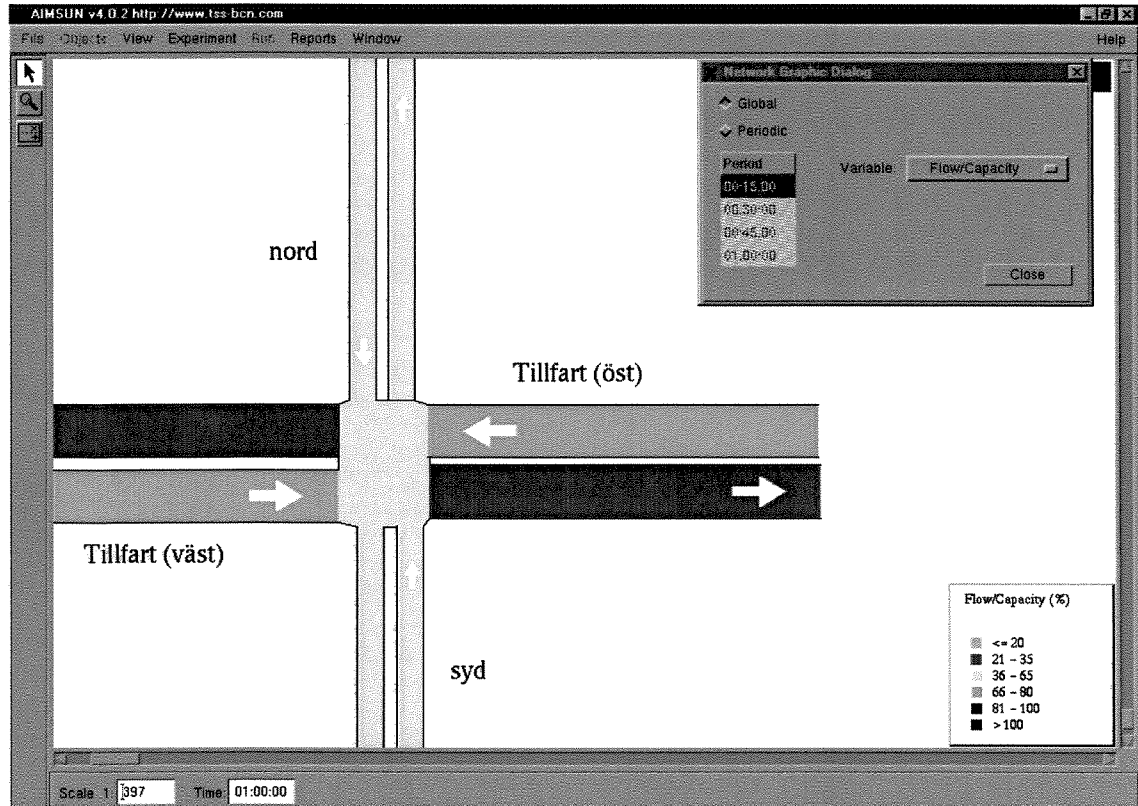 AIMSUN v4.0.2 http://www.tss-bcn.com
File Objects View Experiment Run Reports Window Help
Network Graphic Dialog
Global
Periodic
Period
Variable Flow/Capacity
00:15.00
00:30:00
00:45.00
01:00:00
Close
nord
Tillfart (öst)
Tillfart (väst)
syd
Flow/Capacity (%)
<= 20
21 - 35
36 - 65
66 - 80
81 - 100
> 100
Scale 1: 397 Time: 01:00:00